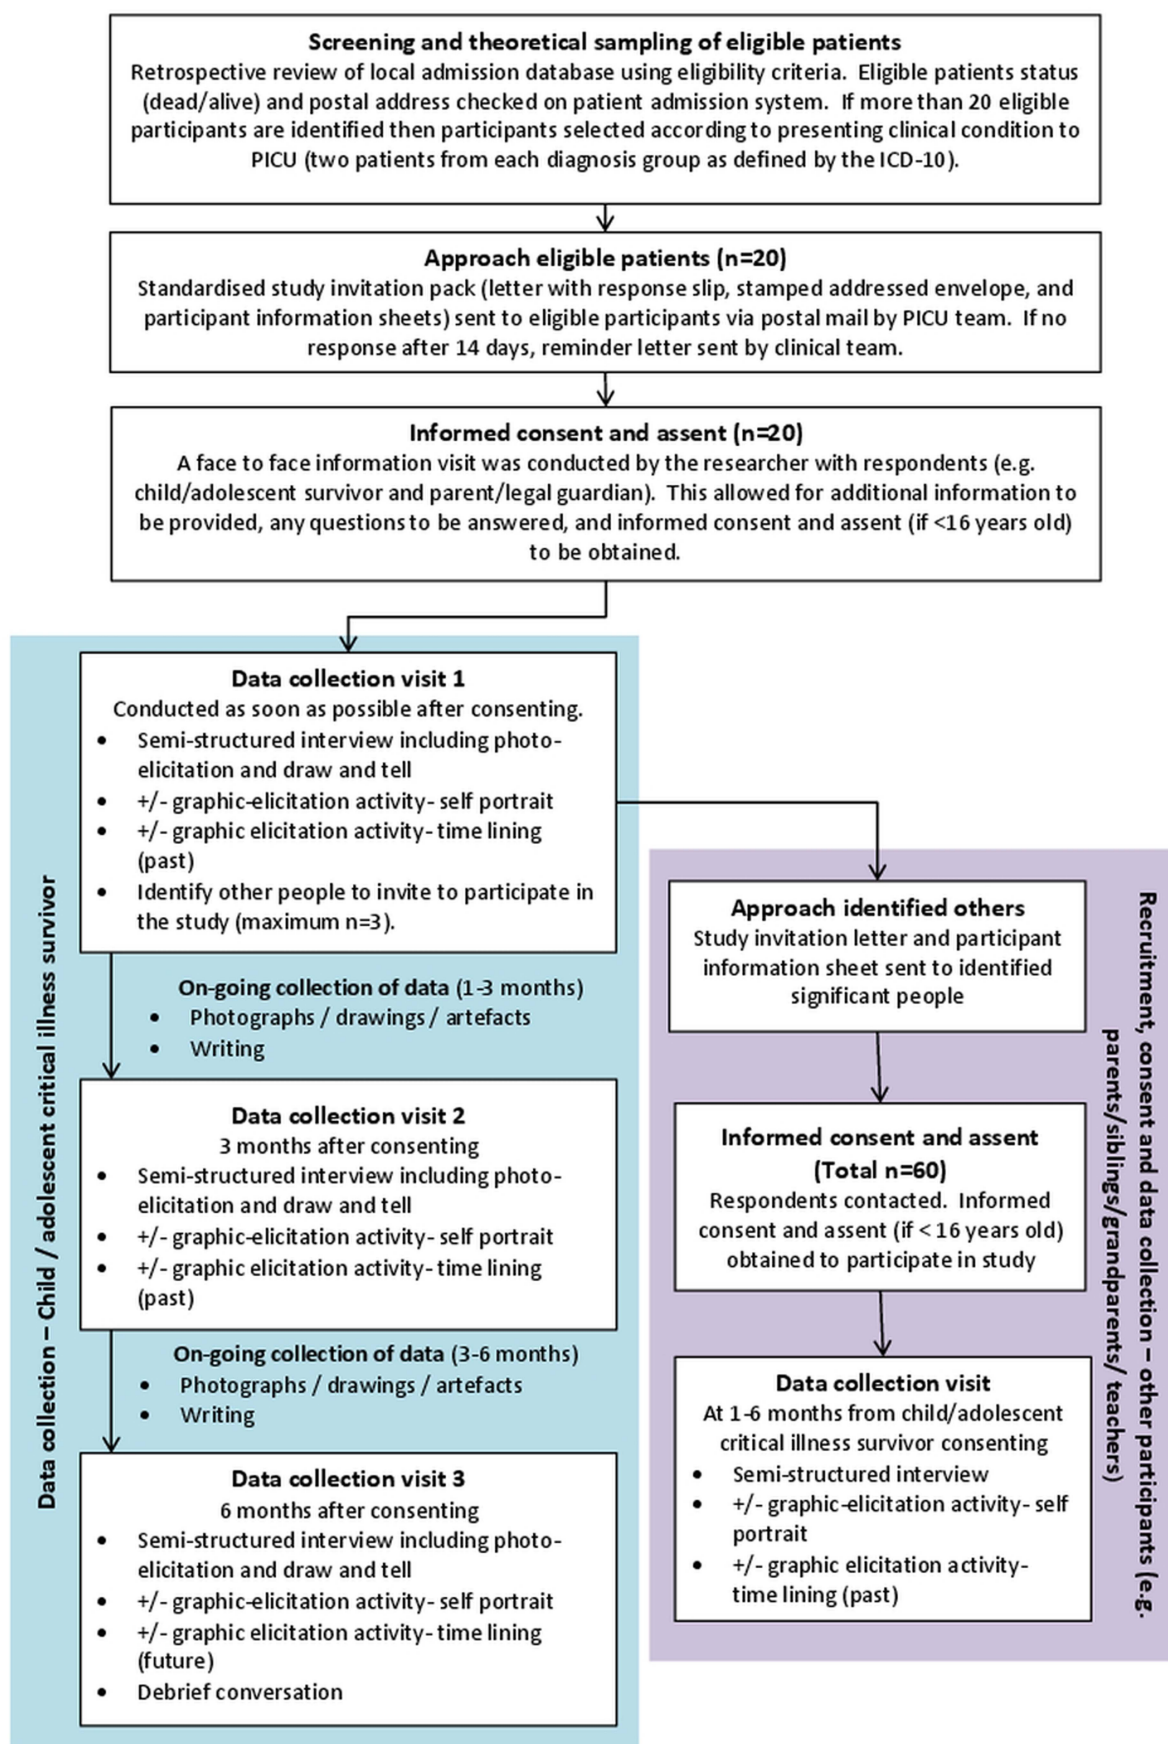 Screening and theoretical sampling of eligible patients
Retrospective review of local admission database using eligibility criteria. Eligible patients status
(dead/alive) and postal address checked on patient admission system. If more than 20 eligible
participants are identified then participants selected according to presenting clinical condition to
PICU (two patients from each diagnosis group as defined by the ICD-10).
Approach eligible patients (n=20)
Standardised study invitation pack (letter with response slip, stamped addressed envelope, and
participant information sheets) sent to eligible participants via postal mail by PICU team. If no
response after 14 days, reminder letter sent by clinical team.
Informed consent and assent (n=20)
A face to face information visit was conducted by the researcher with respondents (e.g.
child/adolescent survivor and parent/legal guardian). This allowed for additional information to
be provided, any questions to be answered, and informed consent and assent (if <16 years old)
to be obtained.
Data collection – Child / adolescent critical illness survivor
Data collection visit 1
Conducted as soon as possible after consenting.
• Semi-structured interview including photo-
elicitation and draw and tell
• +/- graphic-elicitation activity- self portrait
• +/- graphic elicitation activity- time lining
(past)
• Identify other people to invite to participate in
the study (maximum n=3).
On-going collection of data (1-3 months)
• Photographs / drawings / artefacts
• Writing
Data collection visit 2
3 months after consenting
• Semi-structured interview including photo-
elicitation and draw and tell
• +/- graphic-elicitation activity- self portrait
• +/- graphic elicitation activity- time lining
(past)
On-going collection of data (3-6 months)
• Photographs / drawings / artefacts
• Writing
Data collection visit 3
6 months after consenting
• Semi-structured interview including photo-
elicitation and draw and tell
• +/- graphic-elicitation activity- self portrait
• +/- graphic elicitation activity- time lining
(future)
• Debrief conversation
Recruitment, consent and data collection – other participants (e.g.
parents/siblings/grandparents/ teachers)
Approach identified others
Study invitation letter and participant
information sheet sent to identified
significant people
Informed consent and assent
(Total n=60)
Respondents contacted. Informed
consent and assent (if < 16 years old)
obtained to participate in study
Data collection visit
At 1-6 months from child/adolescent
critical illness survivor consenting
• Semi-structured interview
• +/- graphic-elicitation activity- self
portrait
• +/- graphic elicitation activity-
time lining (past)